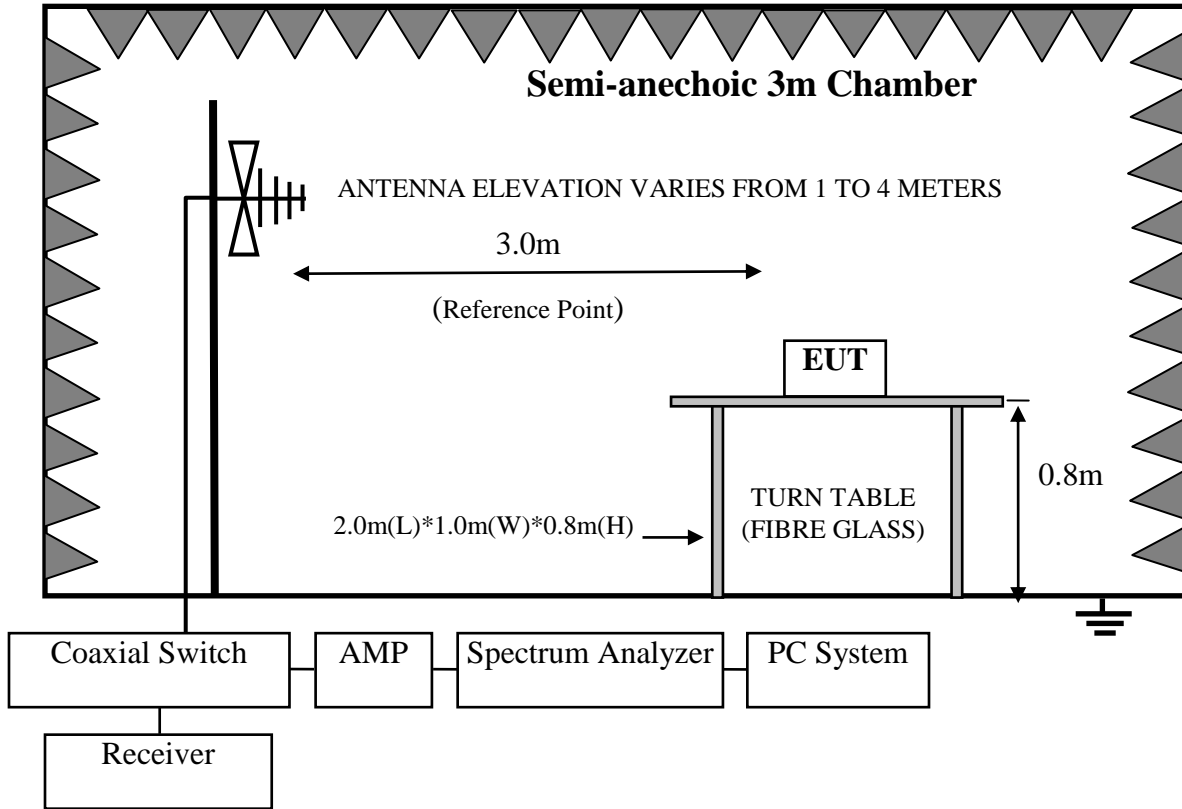 Semi-anechoic 3m Chamber
ANTENNA ELEVATION VARIES FROM 1 TO 4 METERS
3.0m
(Reference Point)
EUT
0.8m
TURN TABLE
(FIBRE GLASS)
2.0m(L)*1.0m(W)*0.8m(H)
Coaxial Switch
AMP
Spectrum Analyzer
PC System
Receiver